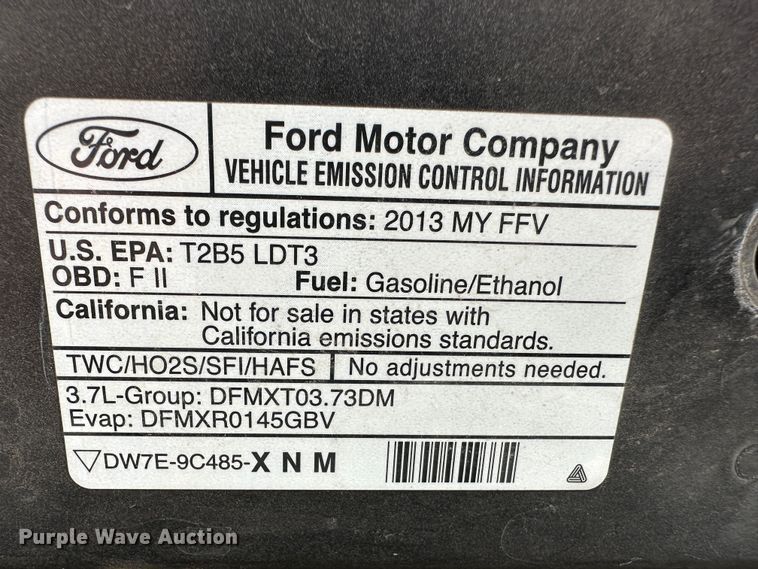 Ford
Ford Motor Company
VEHICLE EMISSION CONTROL INFORMATION
Conforms to regulations: 2013 MY FFV
U.S. EPA: T2B5 LDT3
OBD: F II Fuel: Gasoline/Ethanol
California: Not for sale in states with
California emissions standards.
TWC/HO2S/SFI/HAFS No adjustments needed.
3.7L-Group: DFMXT03.73DM
Evap: DFMXR0145GBV
DW7E-9C485-X N M
Purple Wave Auction